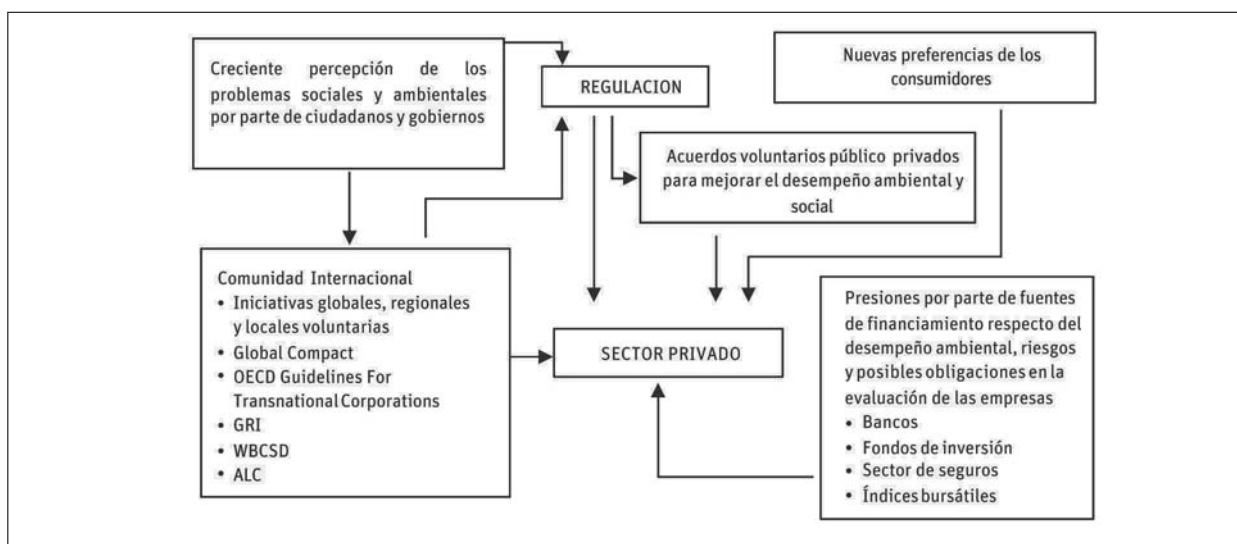 Creciente percepción de los
problemas sociales y ambientales
por parte de ciudadanos y gobiernos
REGULACION
Nuevas preferencias de los
consumidores
Acuerdos voluntarios público privados
para mejorar el desempeño ambiental y
social
Comunidad Internacional
• Iniciativas globales, regionales
y locales voluntarias
• Global Compact
• OECD Guidelines For
Transnational Corporations
• GRI
• WBCSD
• ALC
SECTOR PRIVADO
Presiones por parte de fuentes
de financiamiento respecto del
desempeño ambiental, riesgos
y posibles obligaciones en la
evaluación de las empresas
• Bancos
• Fondos de inversión
• Sector de seguros
• Índices bursátiles